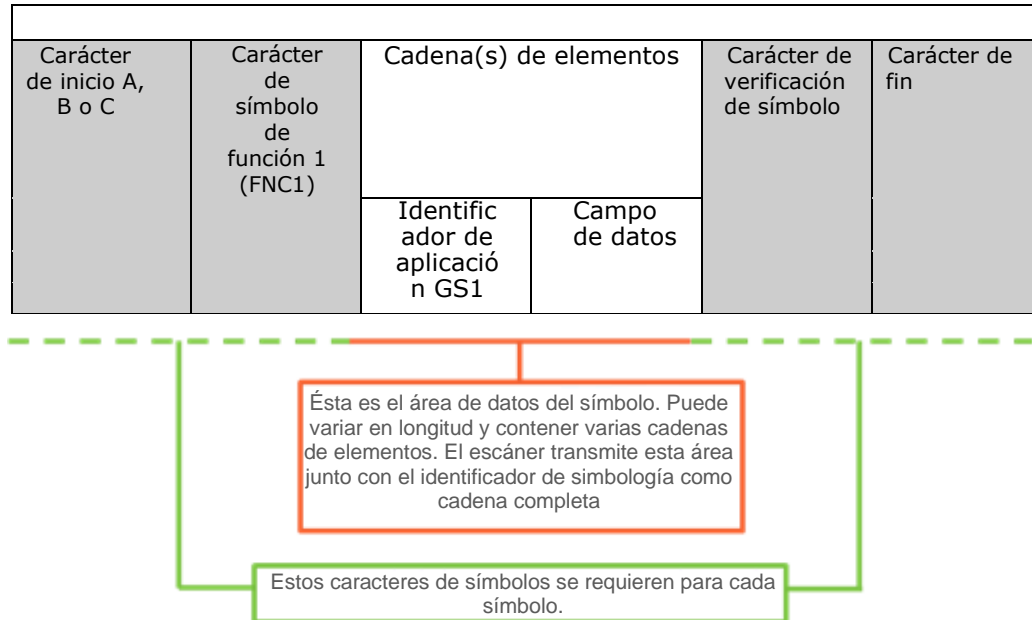 Carácter
de inicio A,
B o C
Carácter
de
símbolo
de
función 1
(FNC1)
Cadena(s) de elementos
Identific
ador de
aplicació
n GS1
Campo
de datos
Carácter de
verificación
de símbolo
Carácter de
fin
Ésta es el área de datos del símbolo. Puede
variar en longitud y contener varias cadenas
de elementos. El escáner transmite esta área
junto con el identificador de simbología como
cadena completa
Estos caracteres de símbolos se requieren para cada
símbolo.